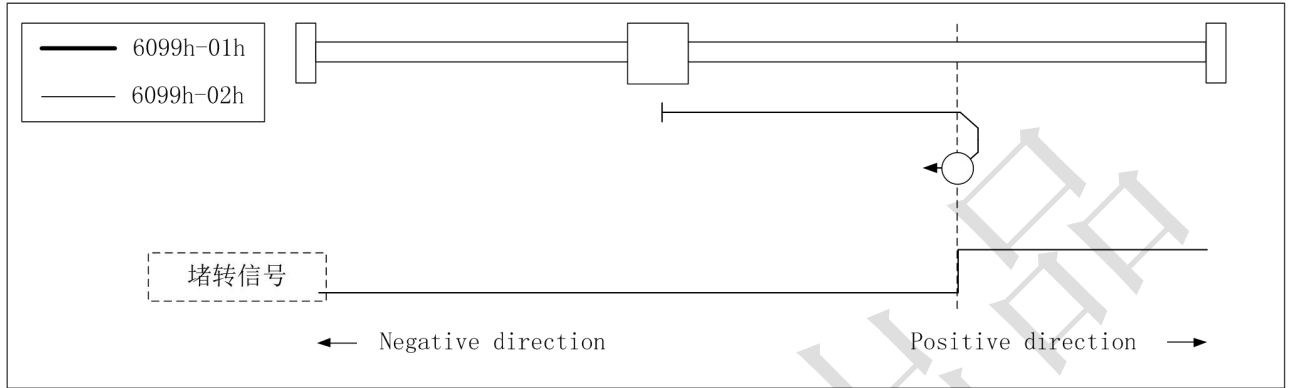 6099h-01h
6099h-02h
堵转信号
Negative direction
Positive direction